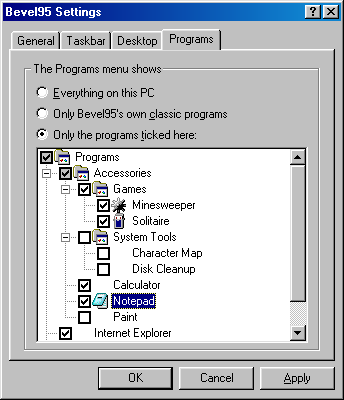 Bevel95 Settings
General Taskbar Desktop Programs
The Programs menu shows
Everything on this PC
Only Bevel95's own classic programs
Only the programs ticked here:
Programs
Accessories
Games
Minesweeper
Solitaire
System Tools
Character Map
Disk Cleanup
Calculator
Notepad
Paint
Internet Explorer
OK Cancel Apply